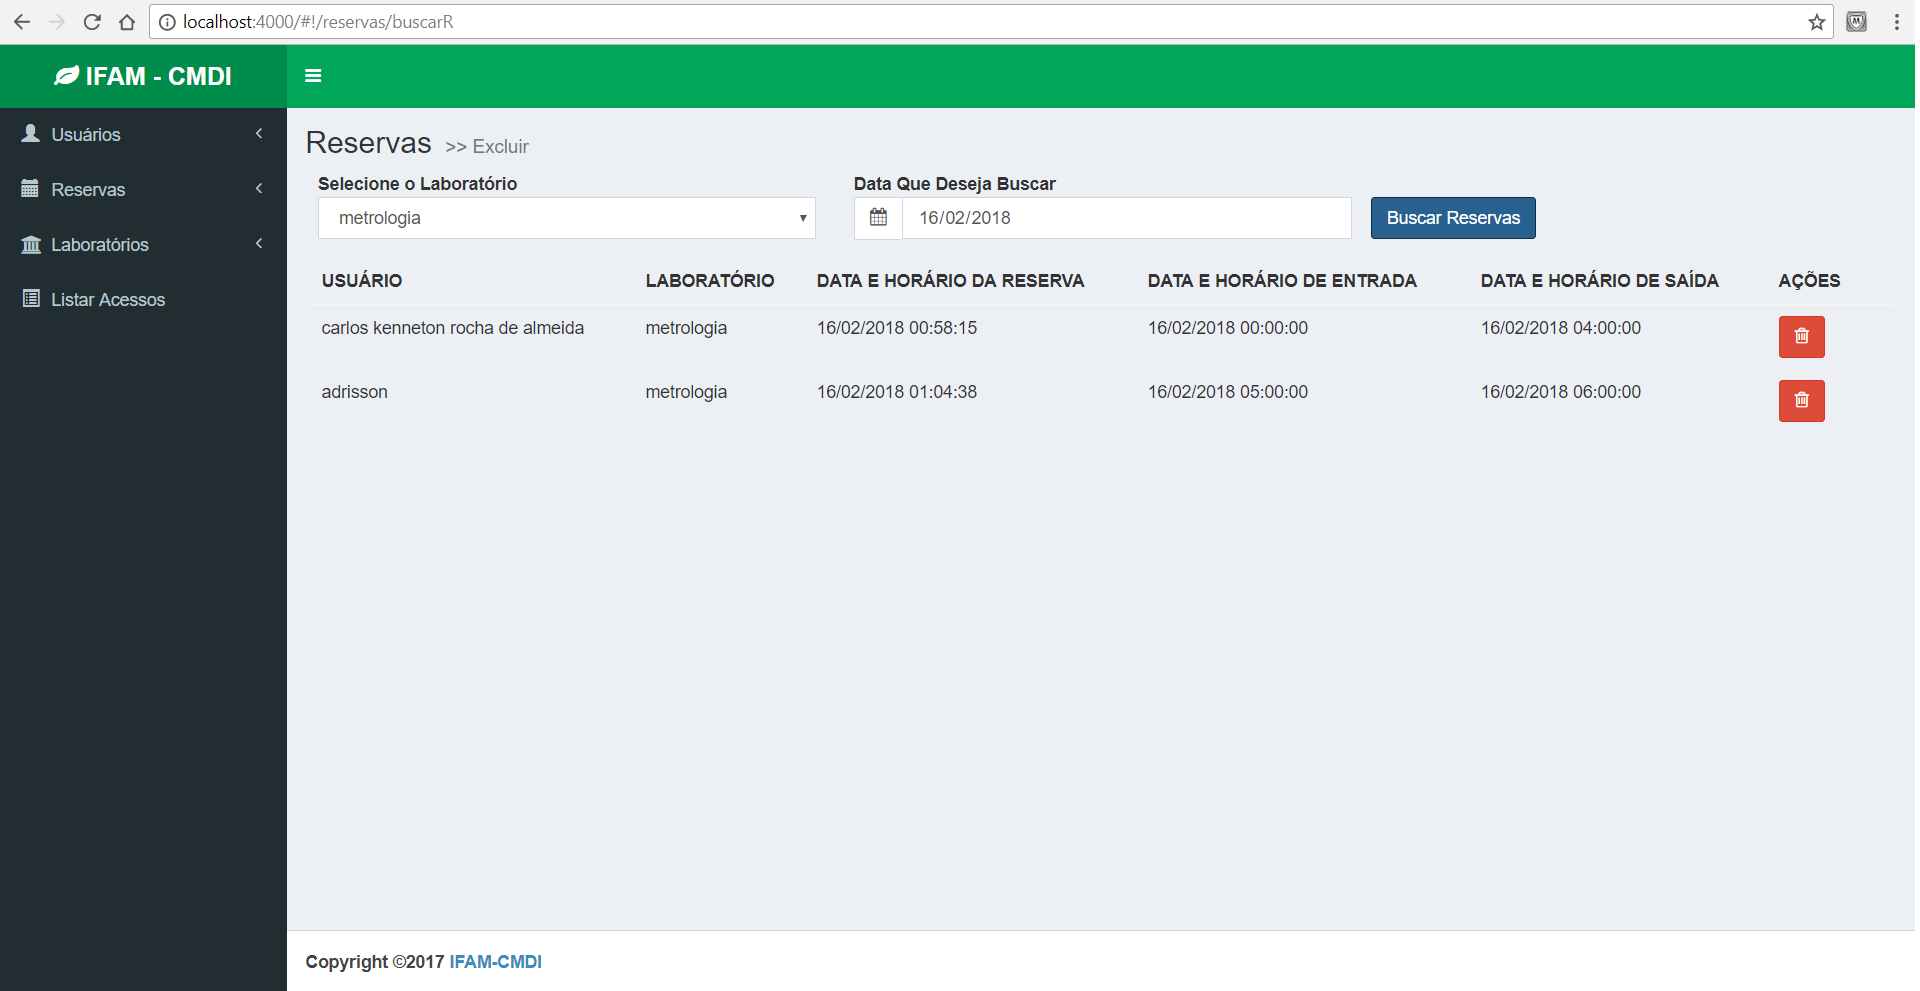 localhost:4000/#!/reservas/buscarR
IFAM - CMDI
Usuários
Reservas
Laboratórios
Listar Acessos
Reservas >> Excluir
Selecione o Laboratório Data Que Deseja Buscar
metrologia 16/02/2018 Buscar Reservas
USUÁRIO LABORATÓRIO DATA E HORÁRIO DA RESERVA DATA E HORÁRIO DE ENTRADA DATA E HORÁRIO DE SAÍDA AÇÕES
carlos kenneton rocha de almeida metrologia 16/02/2018 00:58:15 16/02/2018 00:00:00 16/02/2018 04:00:00
adrisson metrologia 16/02/2018 01:04:38 16/02/2018 05:00:00 16/02/2018 06:00:00
Copyright ©2017 IFAM-CMDI